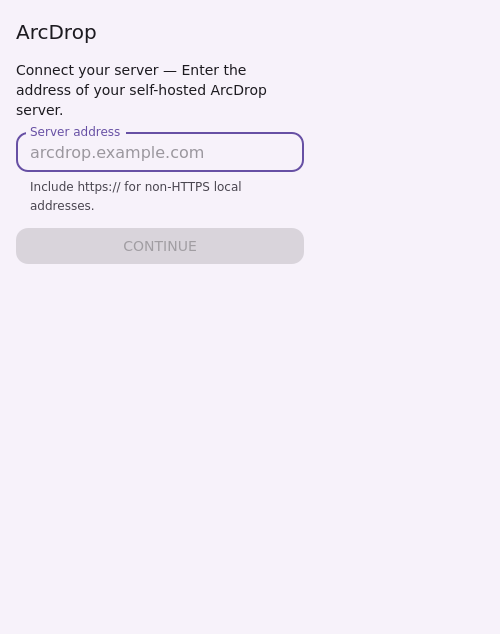 ArcDrop
Connect your server — Enter the
address of your self-hosted ArcDrop
server.
Server address
arcdrop.example.com
Include https:// for non-HTTPS local
addresses.
CONTINUE